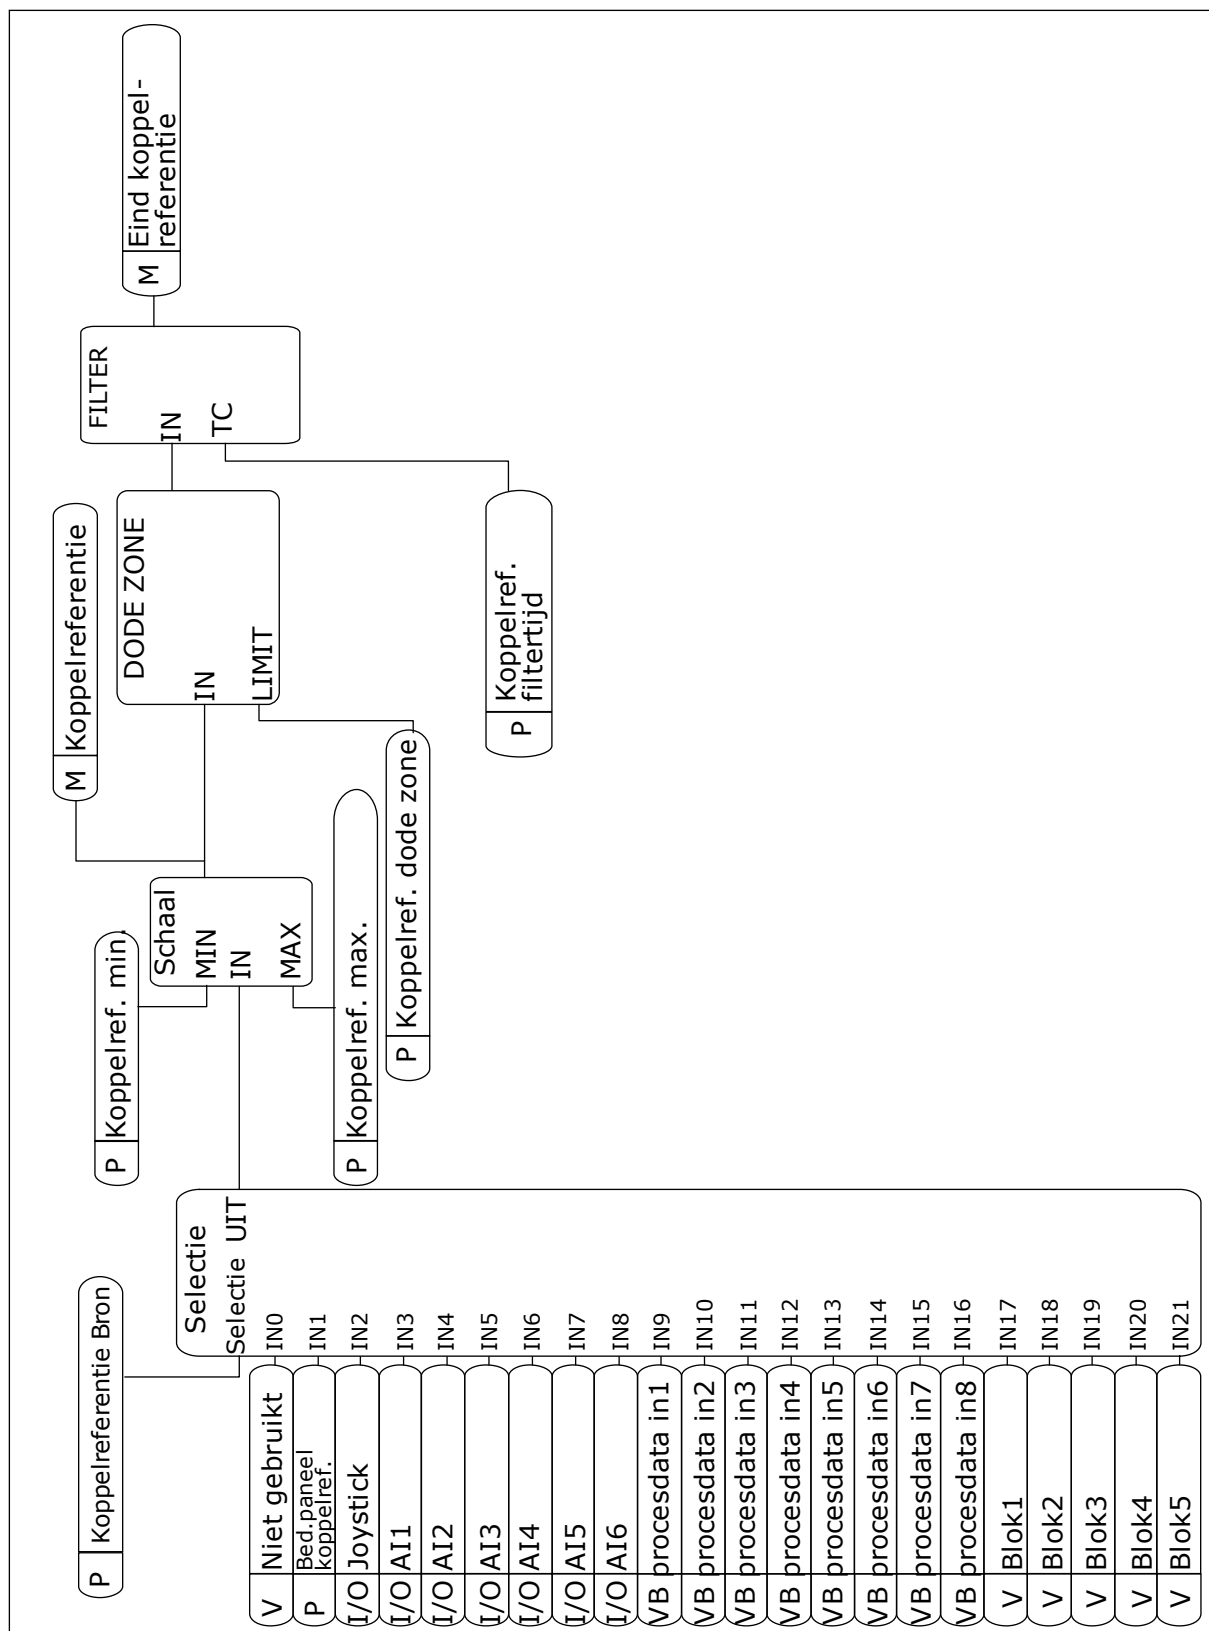 P Koppelreferentie Bron
Selectie
Selectie UIT
V Niet gebruikt IN0
P Bed.paneel
koppelref. IN1
I/O Joystick IN2
I/O AI1 IN3
I/O AI2 IN4
I/O AI3 IN5
I/O AI4 IN6
I/O AI5 IN7
I/O AI6 IN8
VB procesdata in1 IN9
VB procesdata in2 IN10
VB procesdata in3 IN11
VB procesdata in4 IN12
VB procesdata in5 IN13
VB procesdata in6 IN14
VB procesdata in7 IN15
VB procesdata in8 IN16
V Blok1 IN17
V Blok2 IN18
V Blok3 IN19
V Blok4 IN20
V Blok5 IN21
P Koppelref. min.
Schaal
MIN
IN
MAX
P Koppelref. max.
P Koppelref. dode zone
M Koppelreferentie
DODE ZONE
IN
LIMIT
P Koppelref.
filtertijd
FILTER
IN
TC
M Eind koppel-
referentie